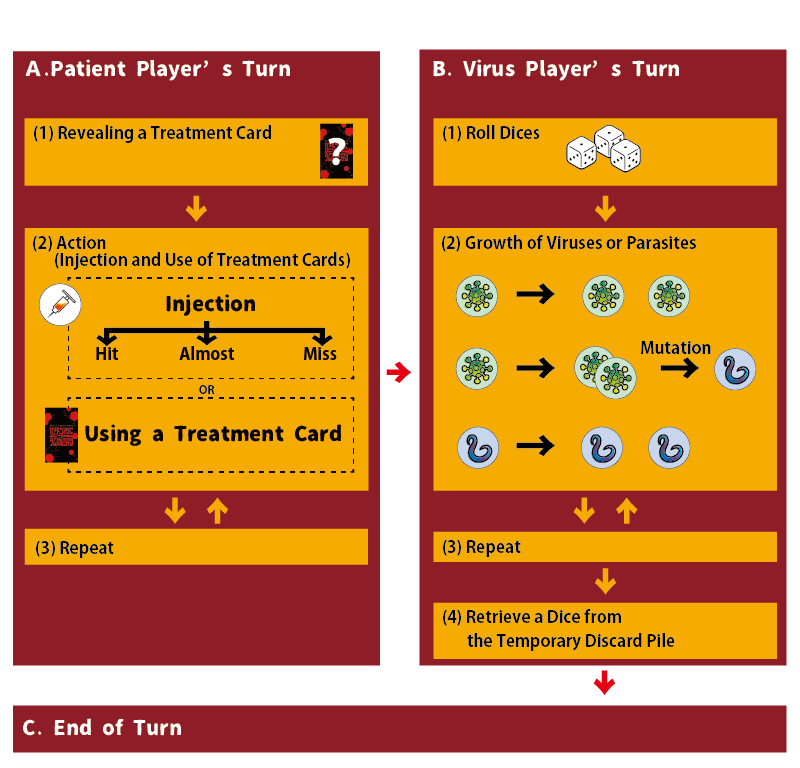 A.Patient Player’ s Turn
(1) Revealing a Treatment Card
?
(2) Action
(Injection and Use of Treatment Cards)
Injection
Hit
Almost
Miss
OR
Using a Treatment Card
(3) Repeat
B. Virus Player’ s Turn
(1) Roll Dices
(2) Growth of Viruses or Parasites
Mutation
(3) Repeat
(4) Retrieve a Dice from
the Temporary Discard Pile
C. End of Turn